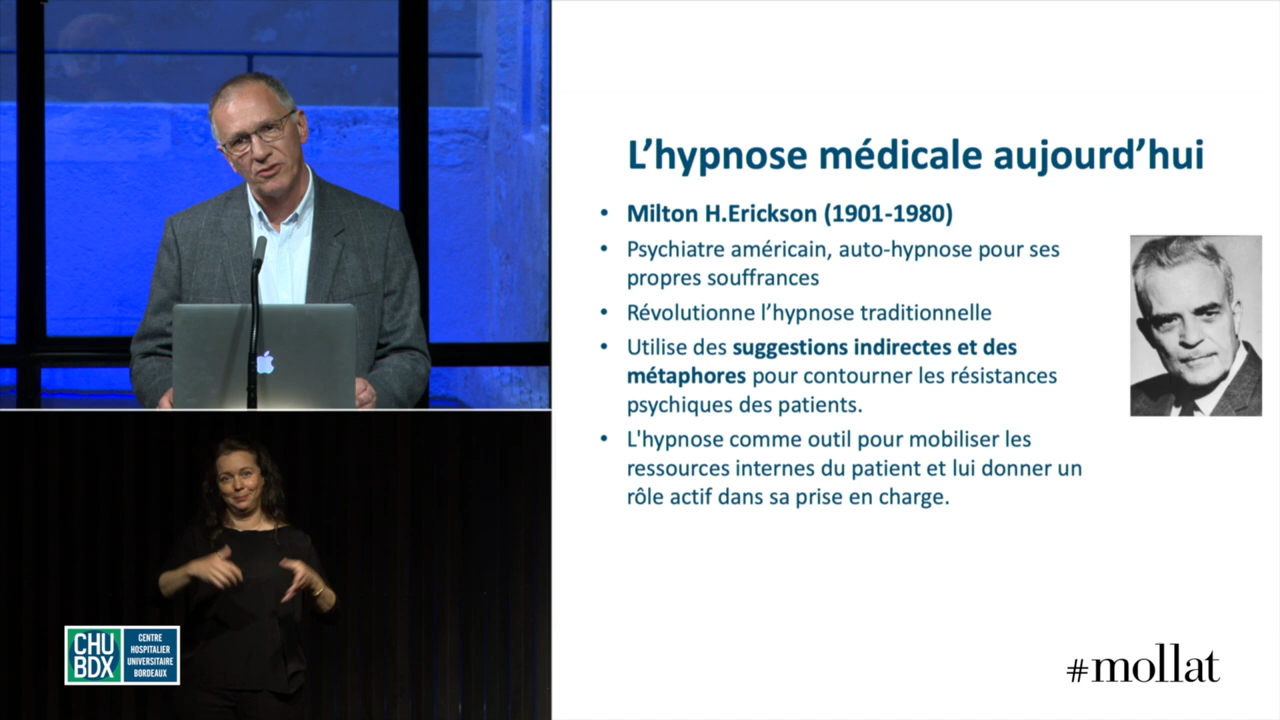 L'hypnose médicale aujourd'hui
• Milton H.Erickson (1901-1980)
• Psychiatre américain, auto-hypnose pour ses
propres souffrances
• Révolutionne l’hypnose traditionnelle
• Utilise des suggestions indirectes et des
métaphores pour contourner les résistances
psychiques des patients.
• L'hypnose comme outil pour mobiliser les
ressources internes du patient et lui donner un
rôle actif dans sa prise en charge.
CHU
BDX
CENTRE
HOSPITALIER
UNIVERSITAIRE
BORDEAUX
#mollat